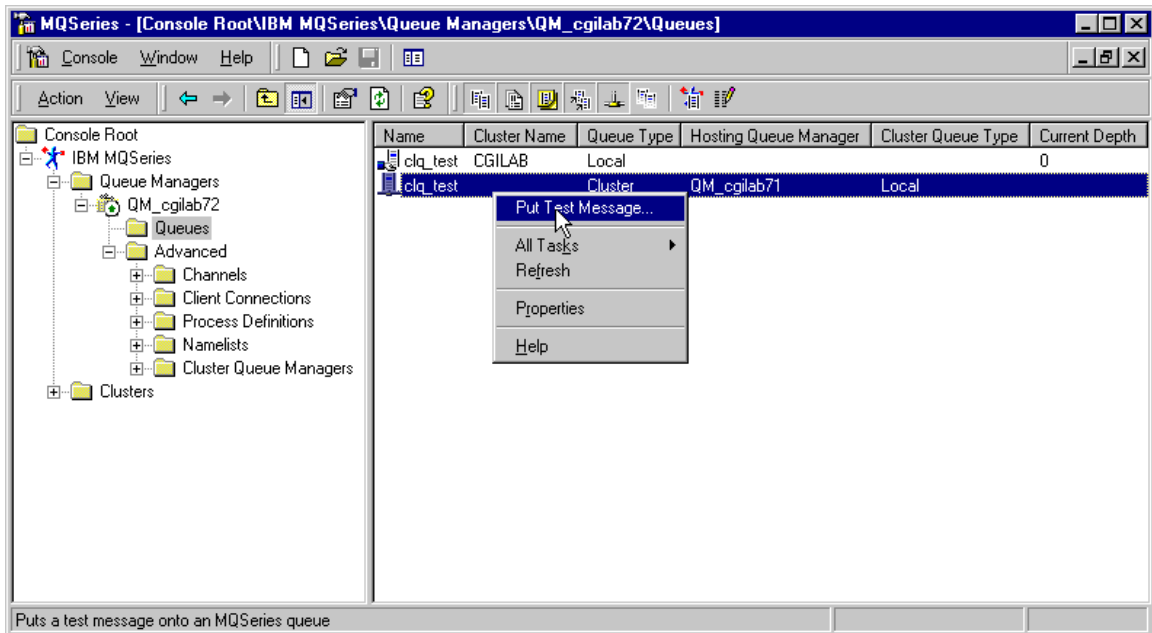 MQSeries - [Console Root\IBM MQSeries\Queue Managers\QM_cgilab72\Queues]
Console Window Help
Action View
Console Root
IBM MQSeries
Queue Managers
QM_cgilab72
Queues
Advanced
Channels
Client Connections
Process Definitions
Namelists
Cluster Queue Managers
Clusters
Name Cluster Name Queue Type Hosting Queue Manager Cluster Queue Type Current Depth
clq_test CGILAB Local 0
clq_test Cluster QM_cgilab71 Local
Put Test Message...
All Tasks
Refresh
Properties
Help
Puts a test message onto an MQSeries queue